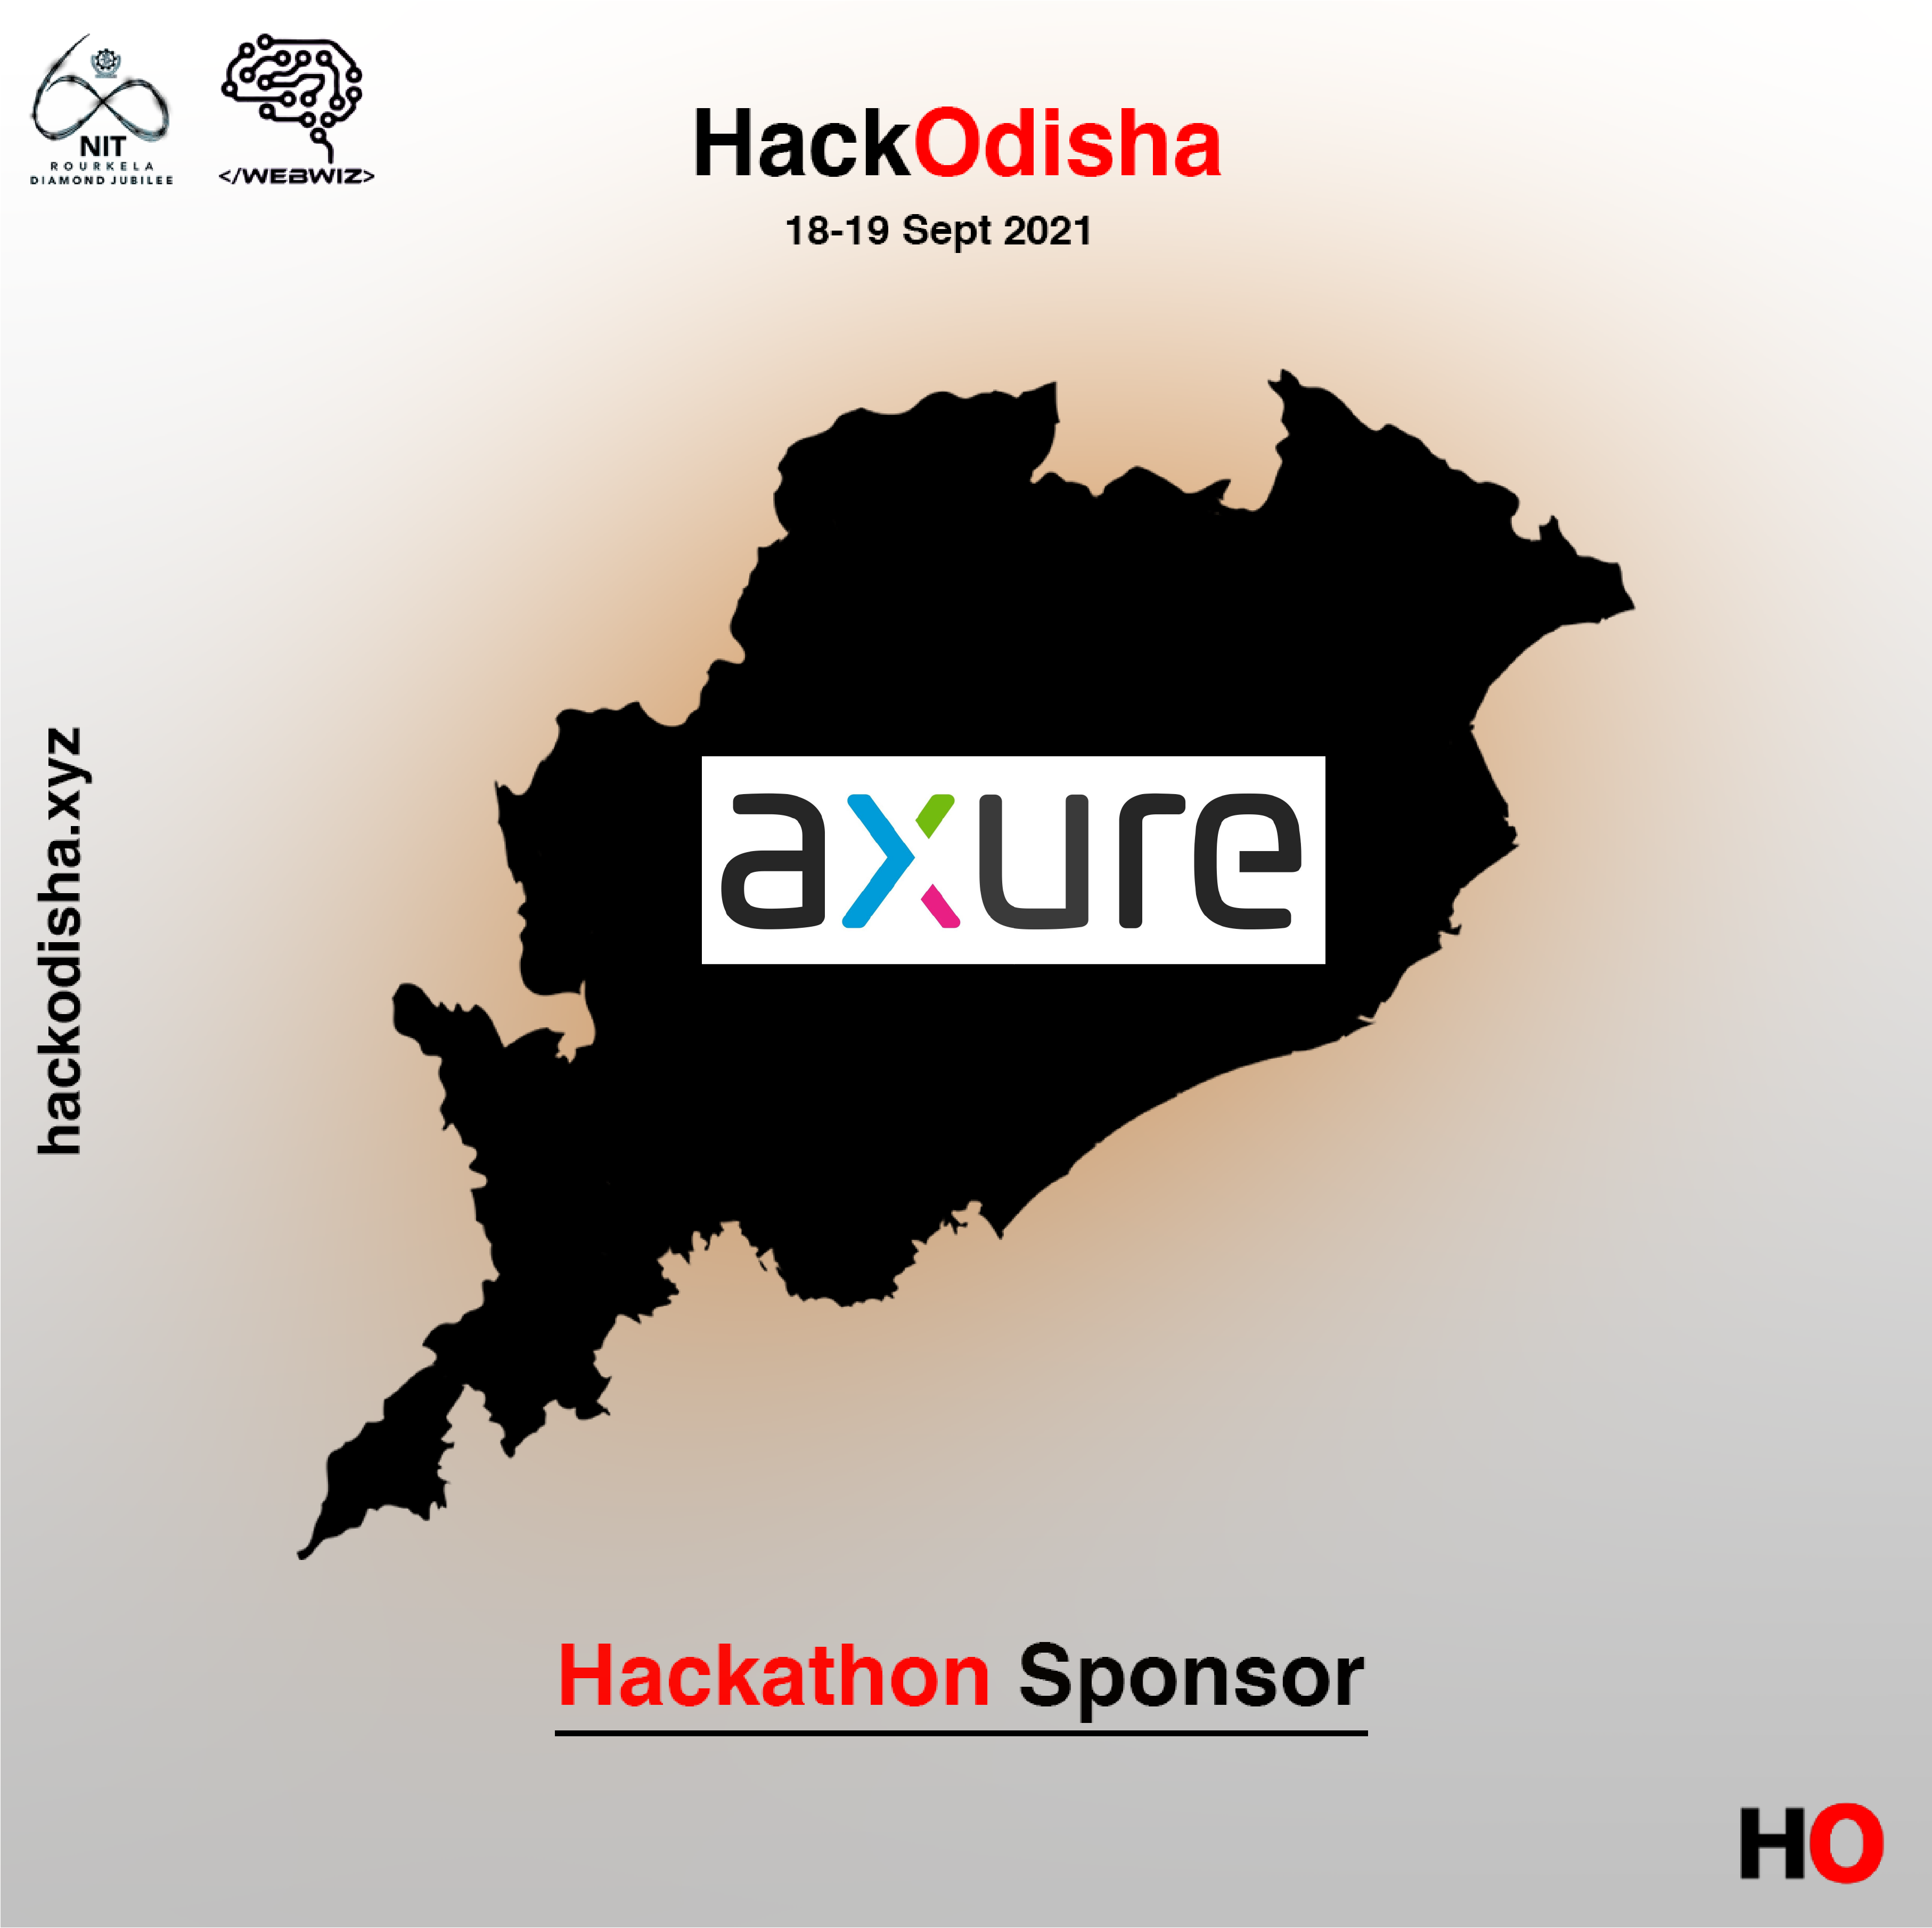 NIT
ROURKELA
DIAMOND JUBILEE
</WEBWIZ>
HackOdisha
18-19 Sept 2021
hackodisha.xyz
axure
Hackathon Sponsor
HO